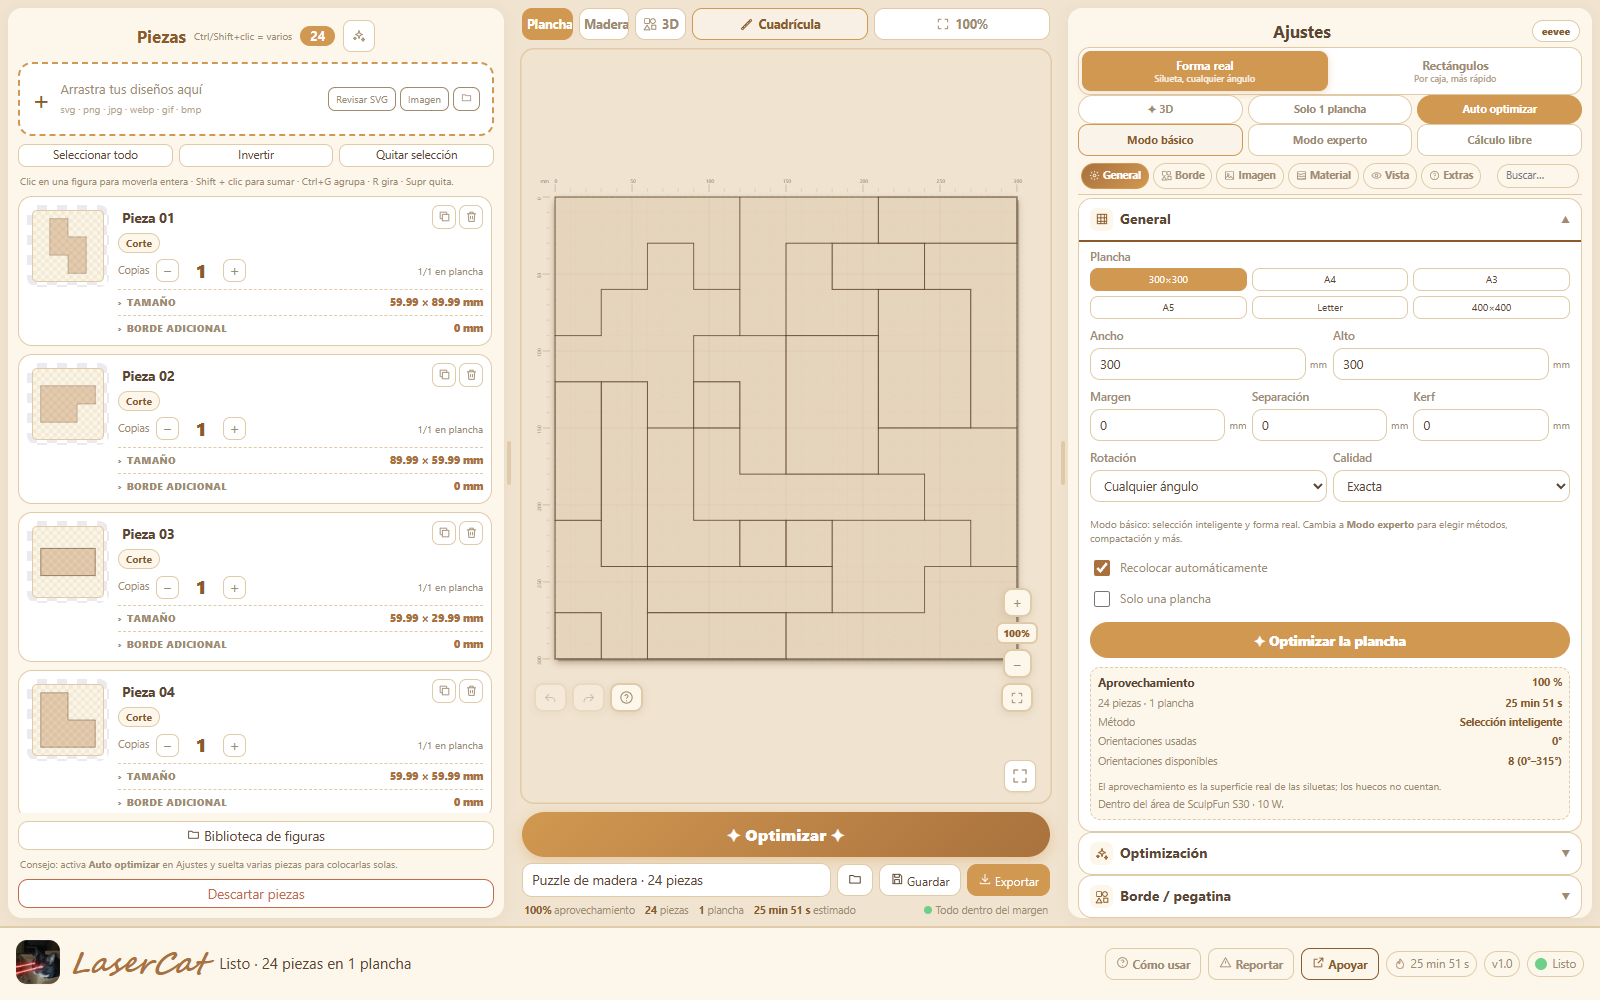 Piezas Ctrl/Shift+clic = varios 24
Arrastra tus diseños aquí
svg · png · jpg · webp · gif · bmp
Revisar SVG
Imagen
Seleccionar todo
Invertir
Quitar selección
Clic en una figura para moverla entera · Shift + clic para sumar · Ctrl+G agrupa · R gira · Supr quita.
Pieza 01
Corte
Copias − 1 + 1/1 en plancha
› TAMAÑO 59.99 × 89.99 mm
› BORDE ADICIONAL 0 mm
Pieza 02
Corte
Copias − 1 + 1/1 en plancha
› TAMAÑO 89.99 × 59.99 mm
› BORDE ADICIONAL 0 mm
Pieza 03
Corte
Copias − 1 + 1/1 en plancha
› TAMAÑO 59.99 × 29.99 mm
› BORDE ADICIONAL 0 mm
Pieza 04
Corte
Copias − 1 + 1/1 en plancha
› TAMAÑO 59.99 × 59.99 mm
› BORDE ADICIONAL 0 mm
Biblioteca de figuras
Consejo: activa Auto optimizar en Ajustes y suelta varias piezas para colocarlas solas.
Descartar piezas
Plancha
Madera
3D
Cuadrícula
100%
mm 0 50 100 150 200 250 300
0
50
100
150
200
250
300
+
100%
−
✦ Optimizar ✦
Puzzle de madera · 24 piezas
Guardar
Exportar
100% aprovechamiento 24 piezas 1 plancha 25 min 51 s estimado
Todo dentro del margen
Ajustes
eevee
Forma real
Silueta, cualquier ángulo
Rectángulos
Por caja, más rápido
✦ 3D
Solo 1 plancha
Auto optimizar
Modo básico
Modo experto
Cálculo libre
General
Borde
Imagen
Material
Vista
Extras
Buscar...
General
Plancha
300×300
A4
A3
A5
Letter
400×400
Ancho
Alto
300 mm
300 mm
Margen
Separación
Kerf
0 mm
0 mm
0 mm
Rotación
Calidad
Cualquier ángulo
Exacta
Modo básico: selección inteligente y forma real. Cambia a Modo experto para elegir métodos,
compactación y más.
Recolocar automáticamente
Solo una plancha
✦ Optimizar la plancha
Aprovechamiento 100 %
24 piezas · 1 plancha 25 min 51 s
Método Selección inteligente
Orientaciones usadas 0°
Orientaciones disponibles 8 (0°–315°)
El aprovechamiento es la superficie real de las siluetas; los huecos no cuentan.
Dentro del área de SculpFun S30 · 10 W.
Optimización
Borde / pegatina
LaserCat Listo · 24 piezas en 1 plancha
Cómo usar
Reportar
Apoyar
25 min 51 s
v1.0
Listo